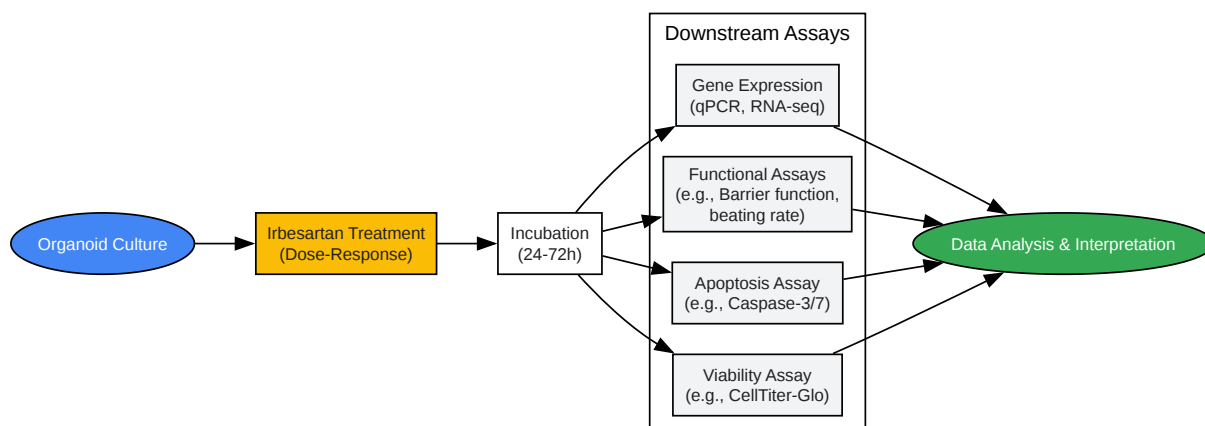 Downstream Assays
Gene Expression
(qPCR, RNA-seq)
Functional Assays
(e.g., Barrier function,
beating rate)
Organoid Culture
Irbesartan Treatment
(Dose-Response)
Incubation
(24-72h)
Data Analysis & Interpretation
Apoptosis Assay
(e.g., Caspase-3/7)
Viability Assay
(e.g., CellTiter-Glo)